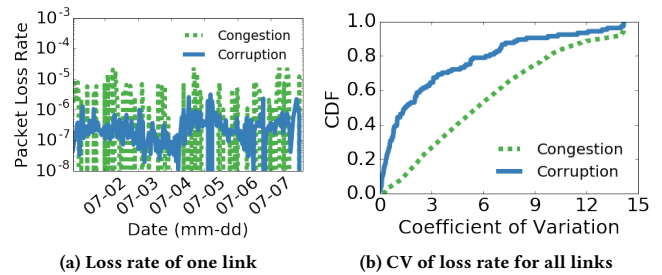 10^-3
10^-4
10^-5
10^-6
10^-7
10^-8
Packet Loss Rate
Congestion
Corruption
07-02
07-03
07-04
07-05
07-06
07-07
Date (mm-dd)
(a) Loss rate of one link
1.0
0.8
0.6
0.4
0.2
0.0
CDF
Congestion
Corruption
0 3 6 9 12 15
Coefficient of Variation
(b) CV of loss rate for all links